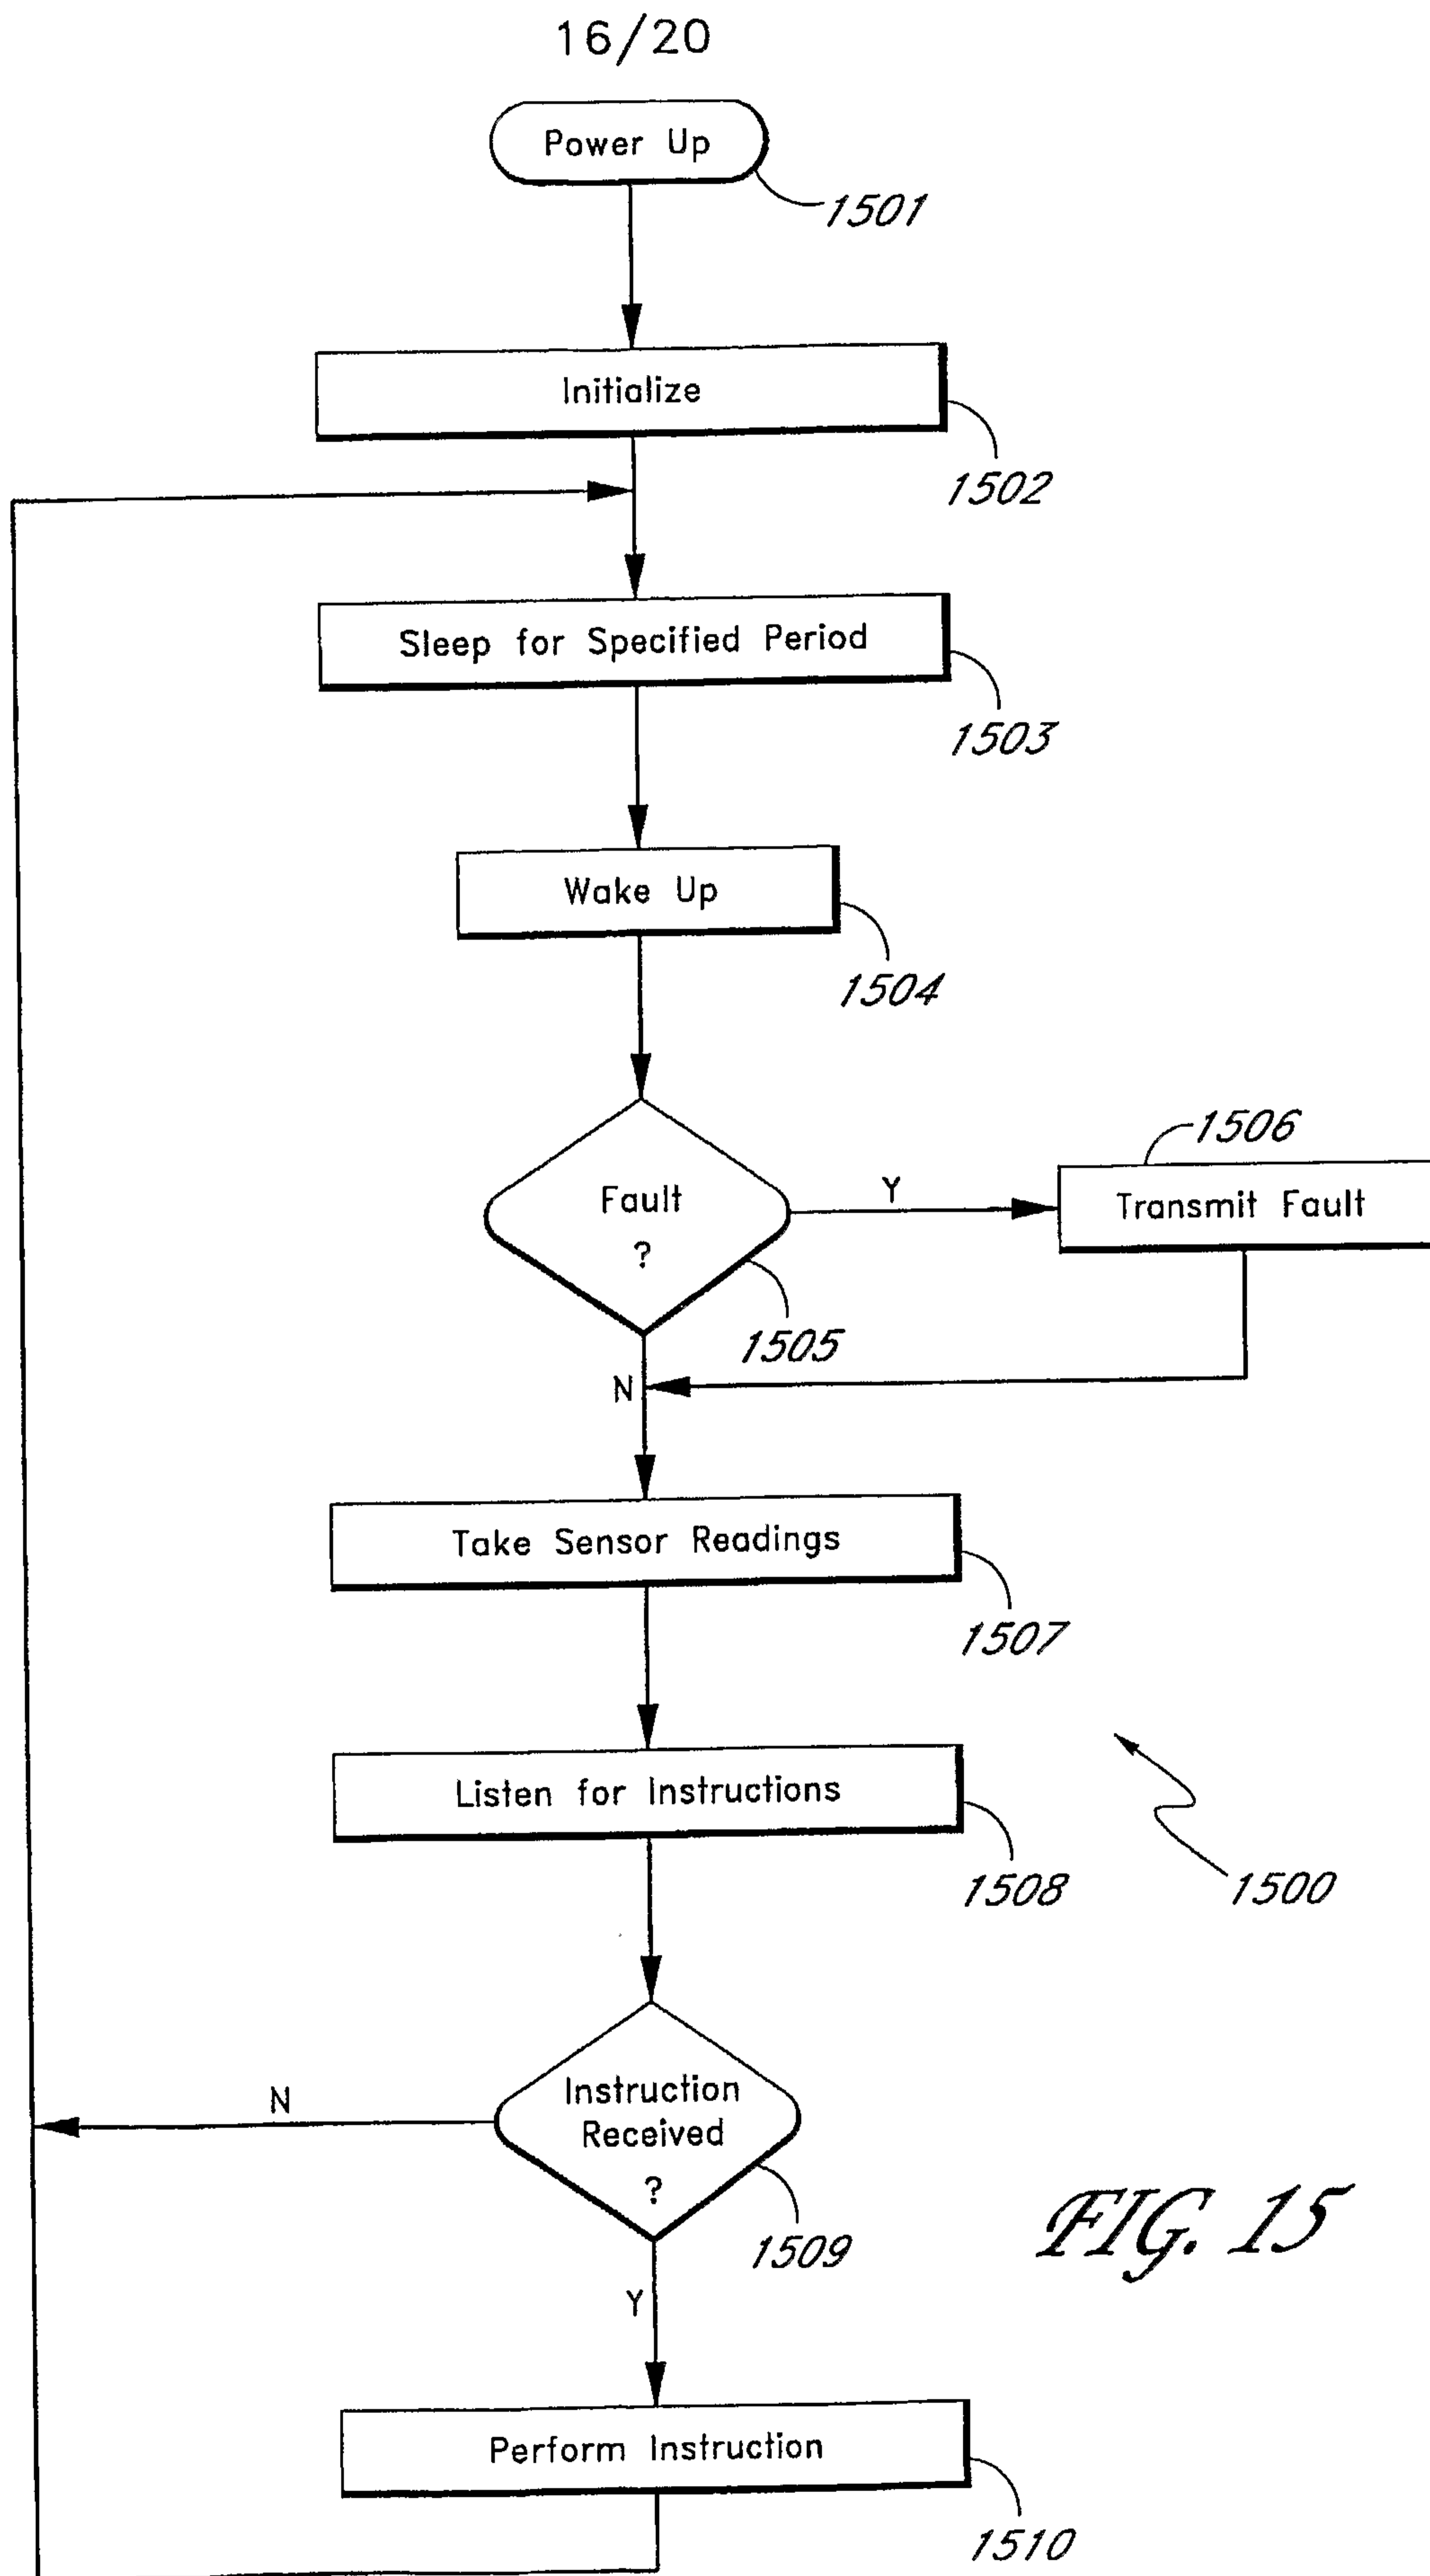 16/20
Power Up
1501
Initialize
1502
Sleep for Specified Period
1503
Wake Up
1504
1506
Fault
?
Y
Transmit Fault
1505
N
Take Sensor Readings
1507
Listen for Instructions
1508
1500
Instruction
Received
?
N
1509
FIG. 15
Y
Perform Instruction
1510